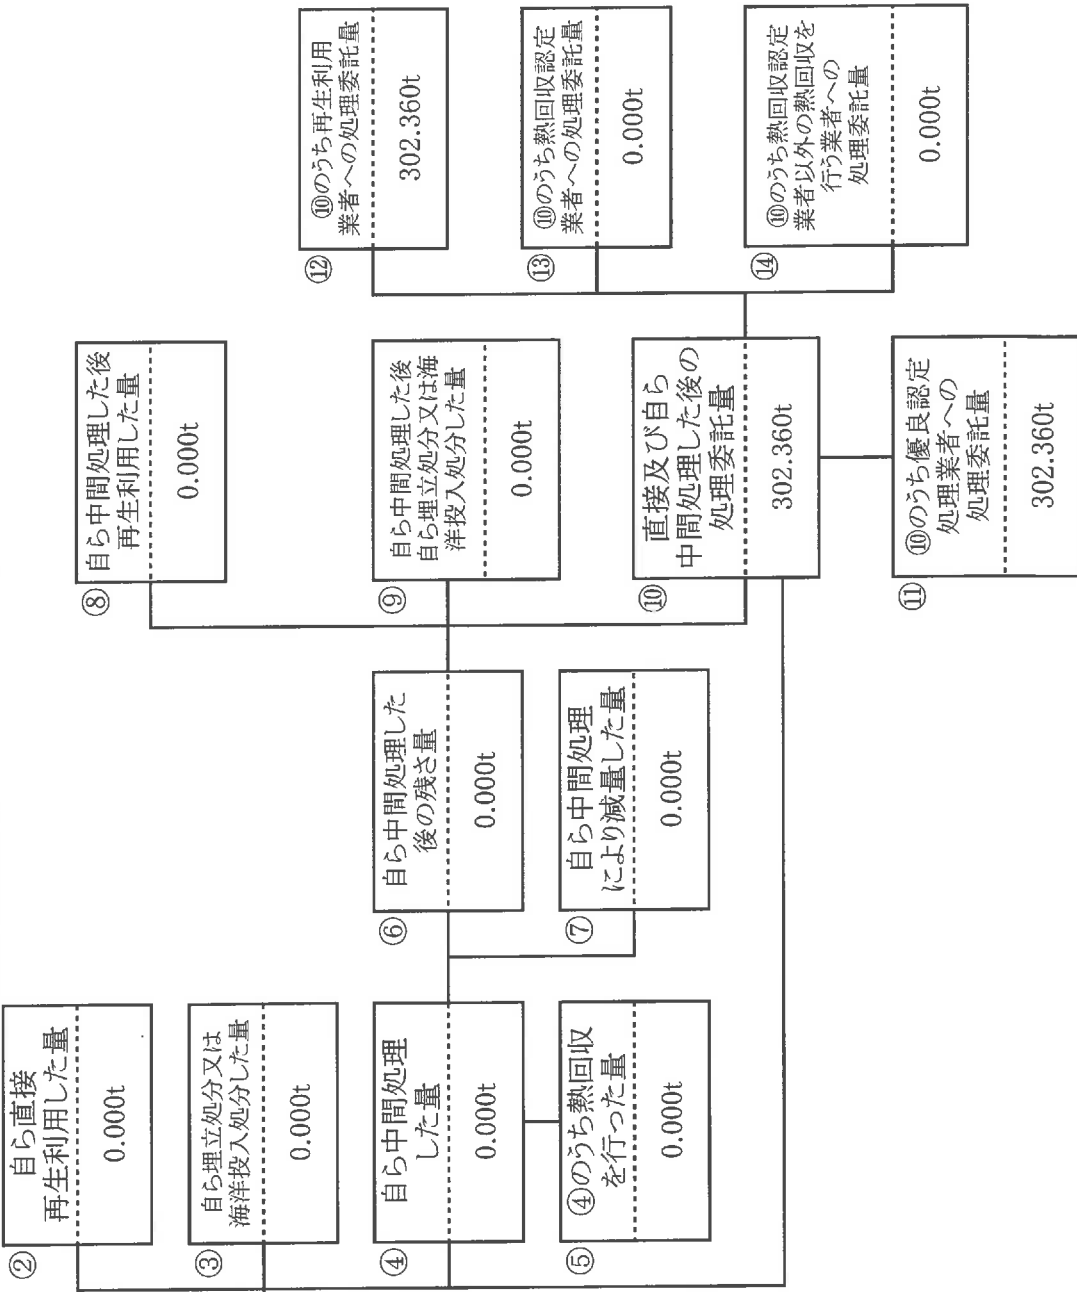 ②
自ら直接
再生利用した量
0.000t
③
自ら埋立処分又は
海洋投入処分した量
0.000t
④
自ら中間処理
した量
0.000t
⑤
④のうち熱回収
を行った量
0.000t
⑥
自ら中間処理した
後の残さ量
0.000t
⑦
自ら中間処理
により減量した量
0.000t
⑧
自ら中間処理した後
再生利用した量
0.000t
⑨
自ら中間処理した後
自ら埋立処分又は海
洋投入処分した量
0.000t
⑩
直接及び自ら
中間処理した後の
処理委託量
302.360t
⑪
⑩のうち優良認定
処理業者への
処理委託量
302.360t
⑫
⑩のうち再生利用
業者への処理委託量
302.360t
⑬
⑩のうち熱回収認定
業者への処理委託量
0.000t
⑭
⑩のうち熱回収認定
業者以外の熱回収を
行う業者への
処理委託量
0.000t